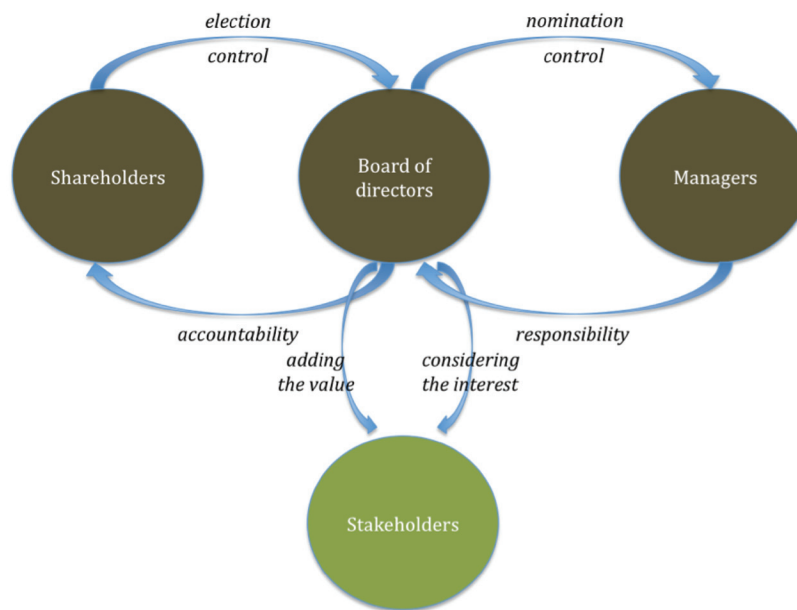 election
control
nomination
control
Shareholders
Board of
directors
Managers
accountability
responsibility
adding
the value
considering
the interest
Stakeholders